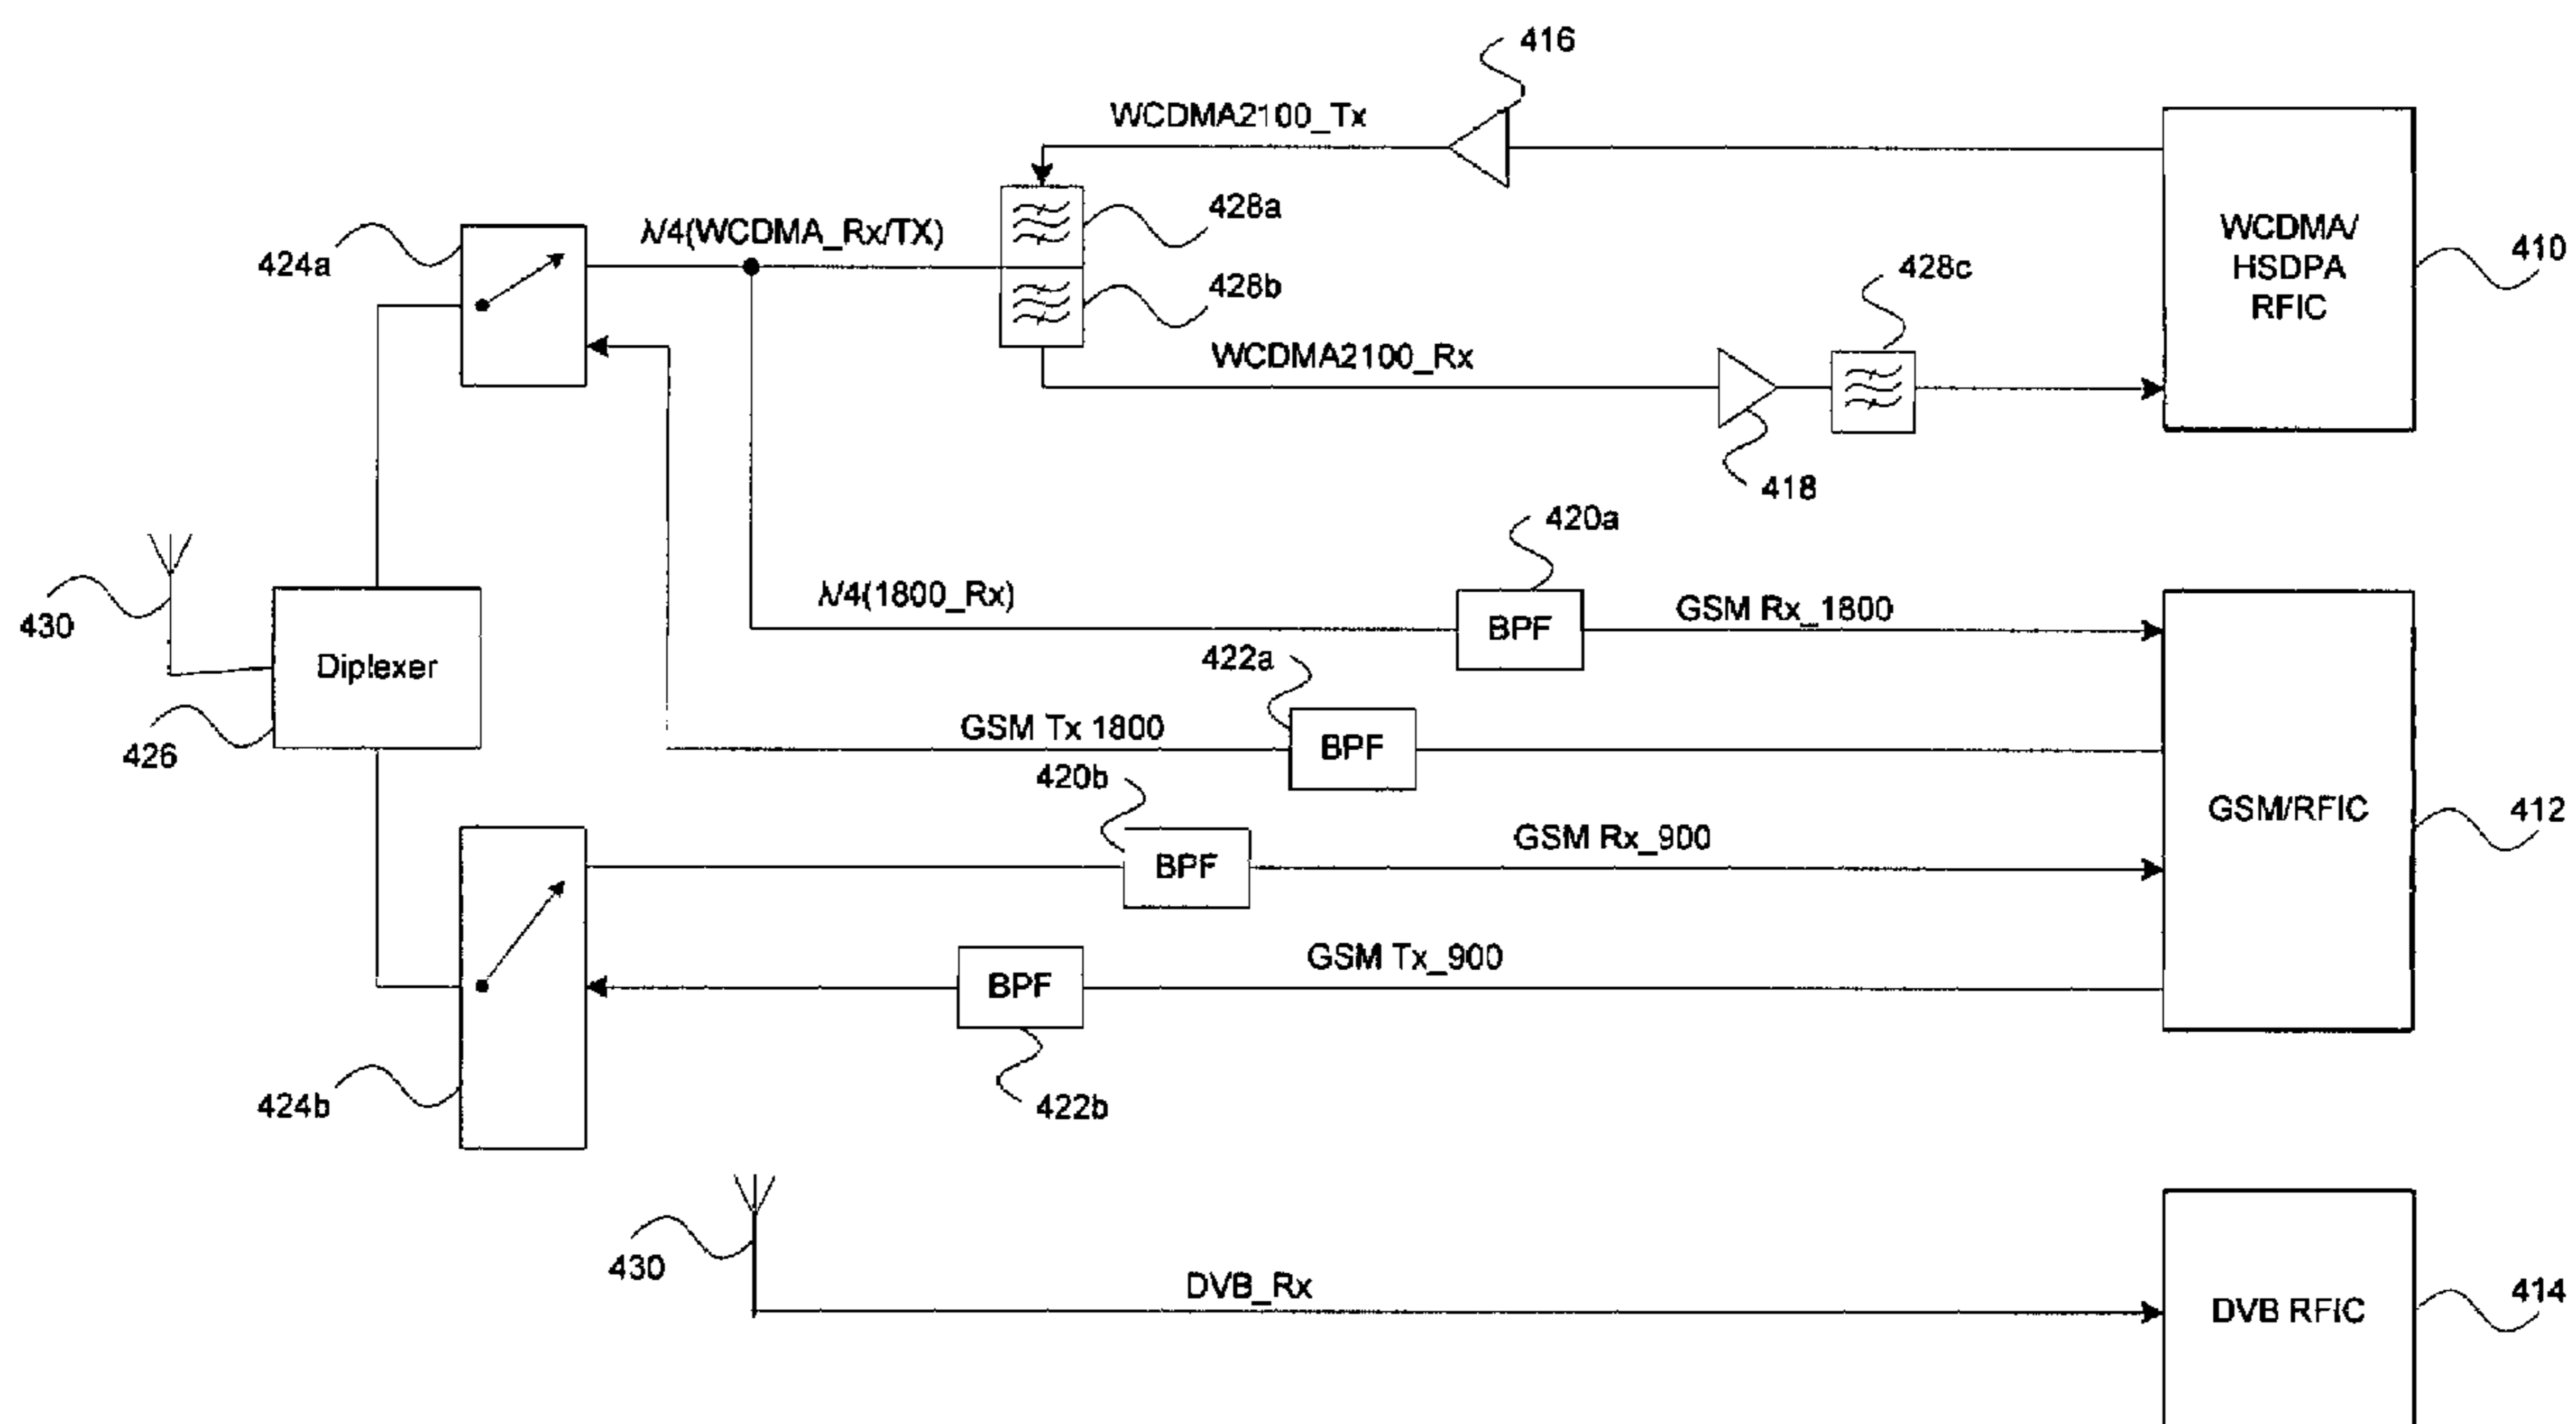 416
WCDMA2100_Tx
428a
WCDMA/
HSDPA
RFIC
410
λ/4(WCDMA_Rx/TX)
424a
428b
428c
WCDMA2100_Rx
418
420a
λ/4(1800_Rx)
BPF
GSM Rx_1800
430
Diplexer
422a
426
GSM Tx 1800
BPF
420b
GSM/RFIC
412
BPF
GSM Rx_900
GSM Tx_900
BPF
424b
422b
430
DVB_Rx
DVB RFIC
414